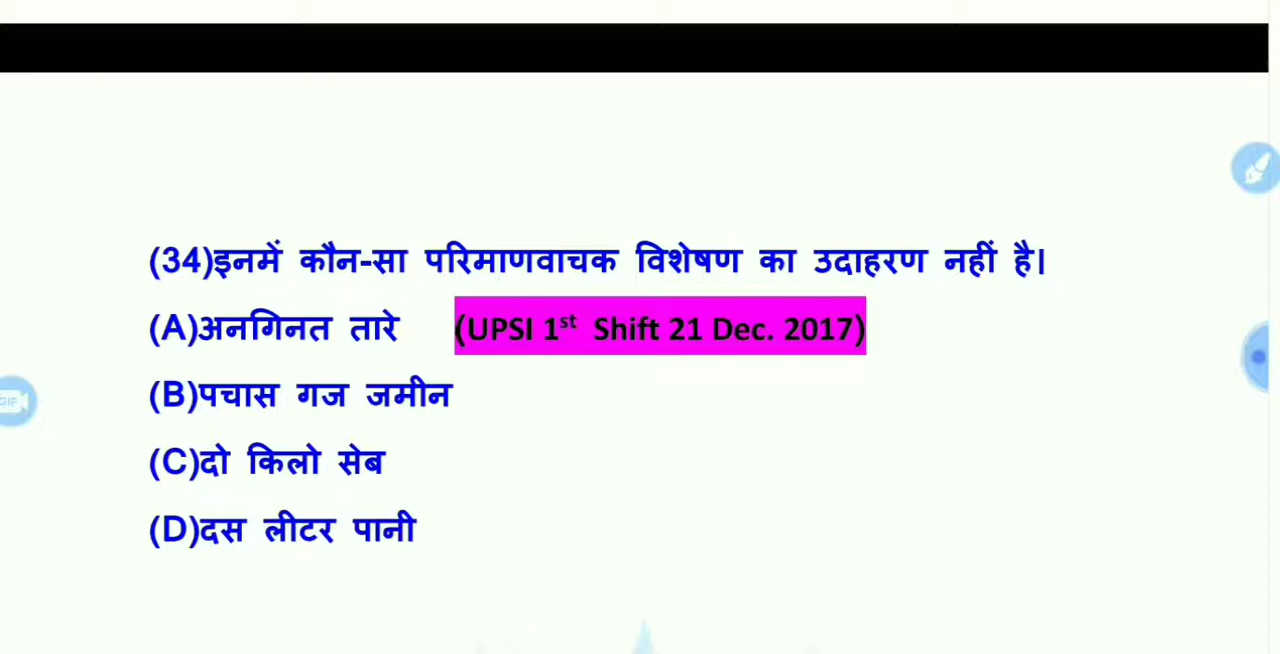 (34)इनमें कौन-सा परिमाणवाचक विशेषण का उदाहरण नहीं है।
(A)अनगिनत तारे (UPSI 1st Shift 21 Dec. 2017)
(B)पचास गज जमीन
(C)दो किलो सेब
(D)दस लीटर पानी
GIF